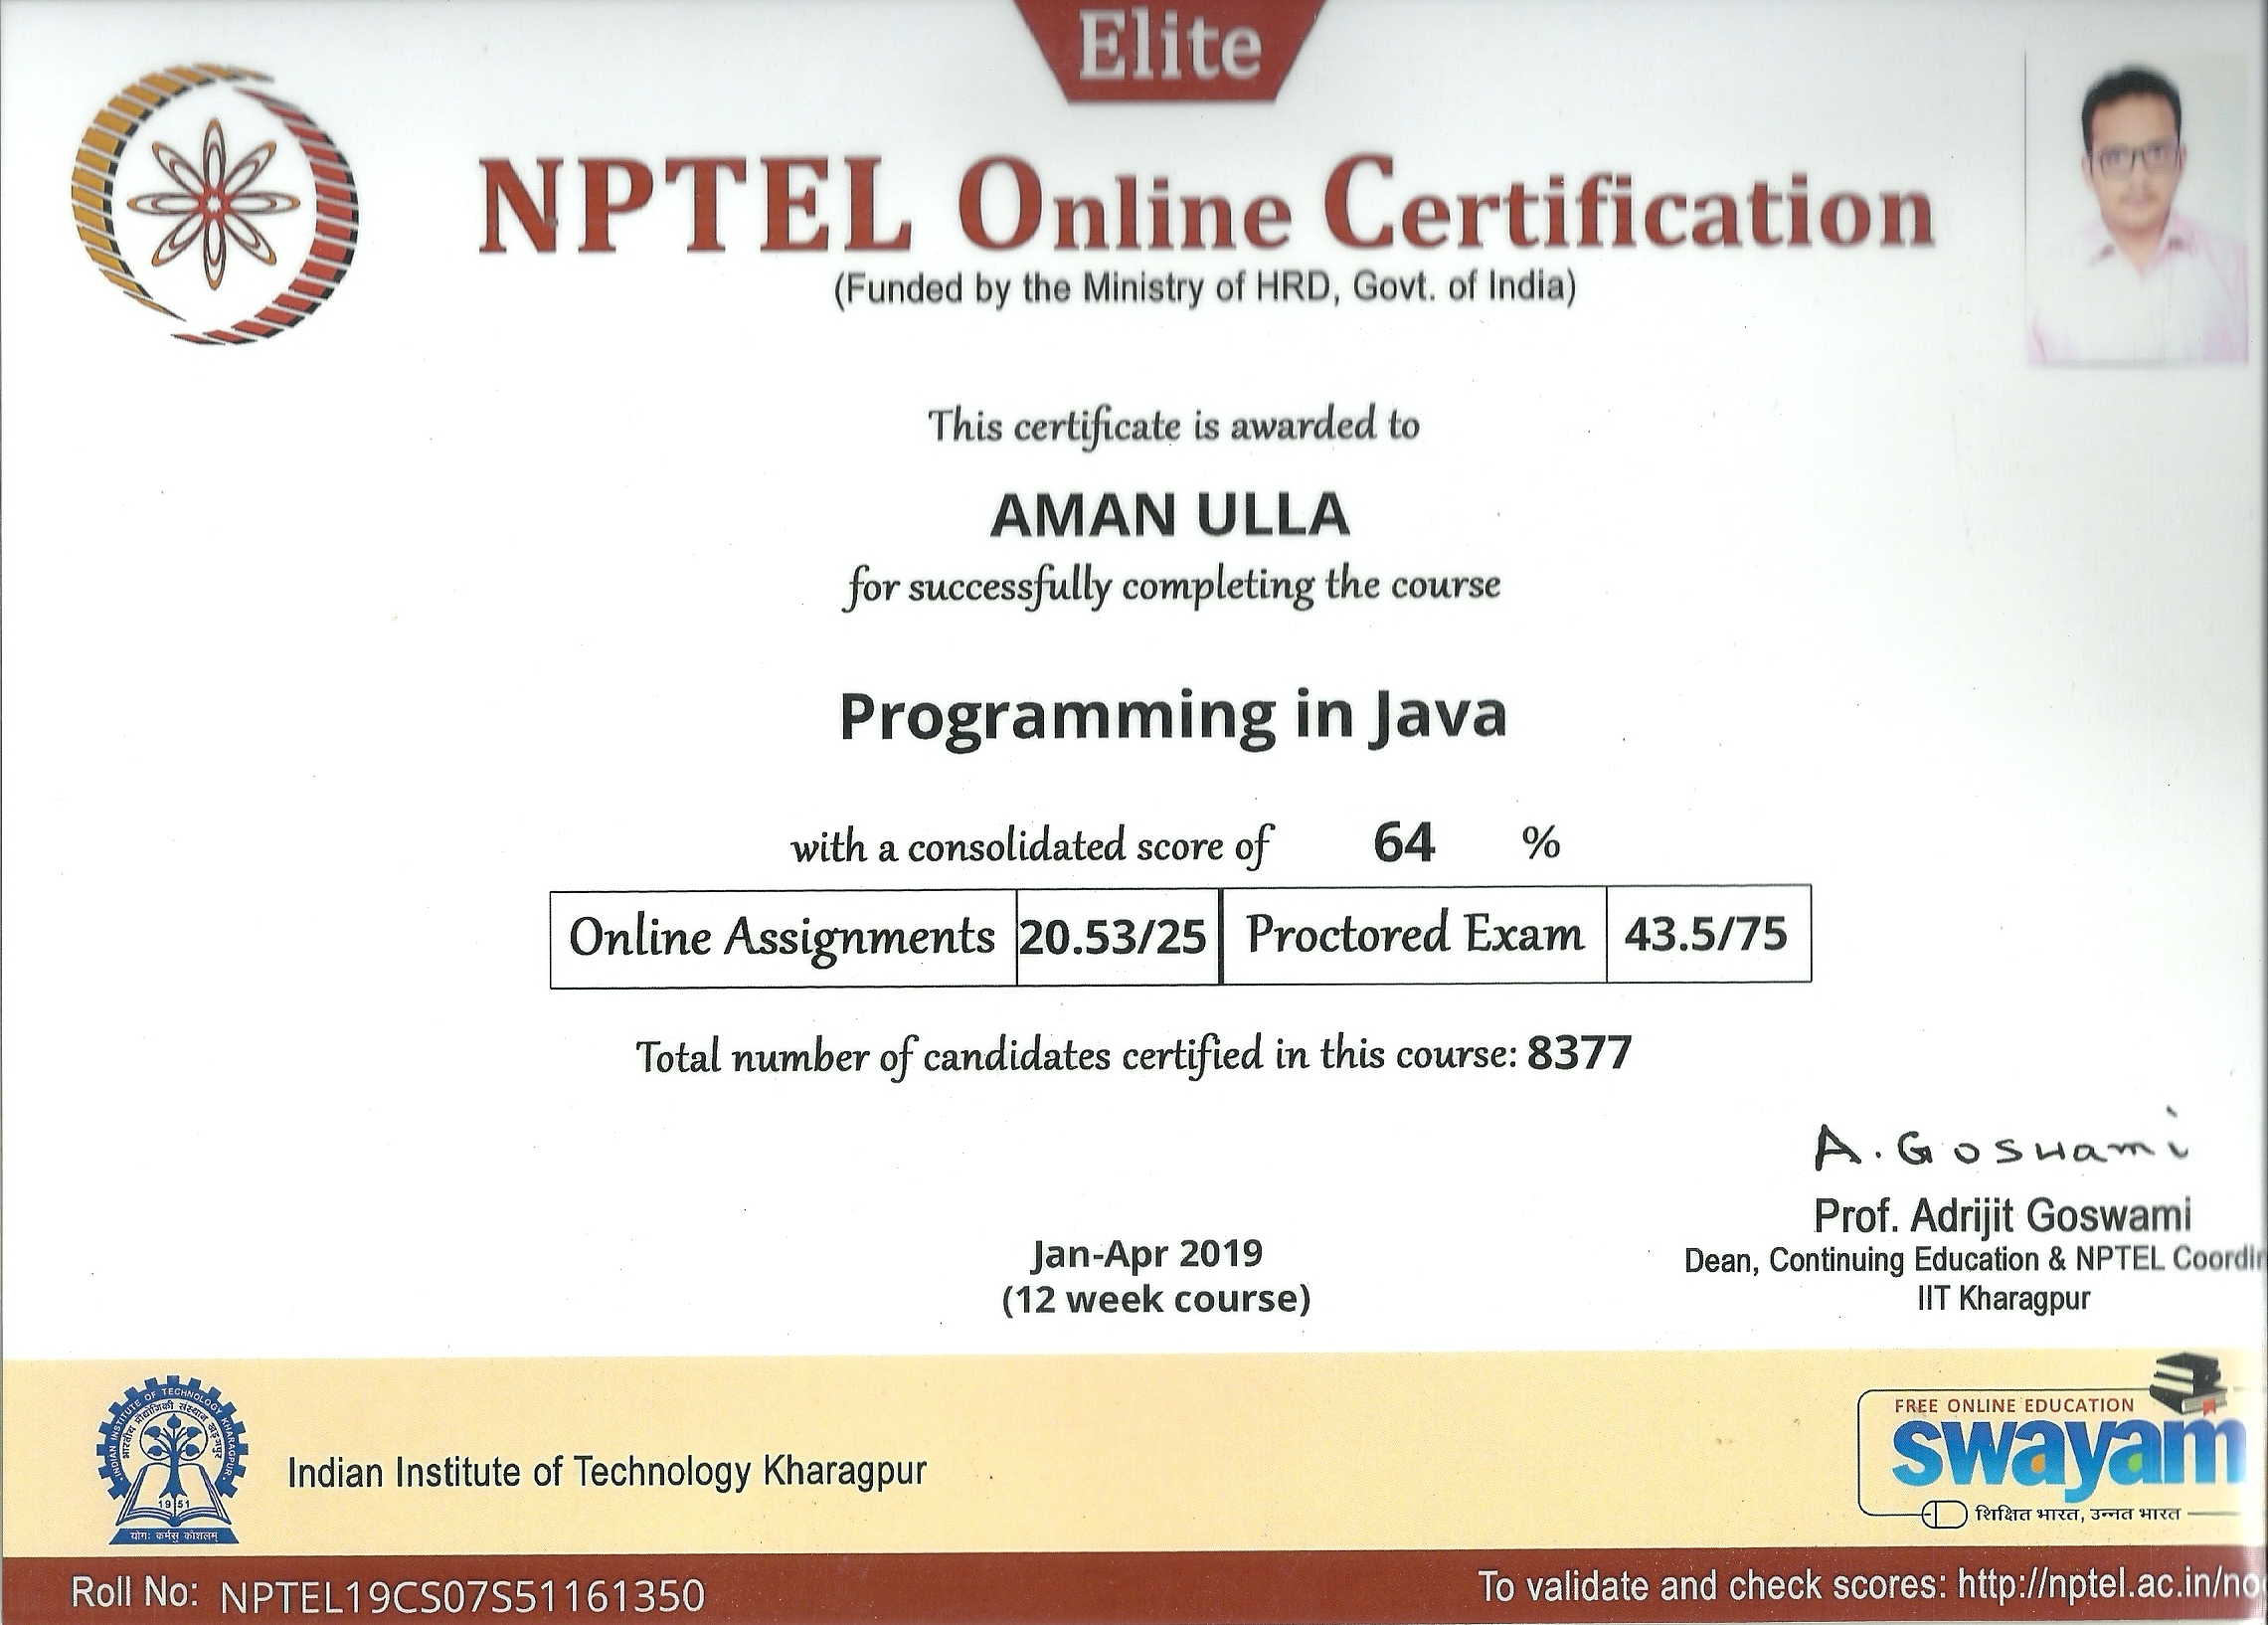 Elite
NPTEL Online Certification
(Funded by the Ministry of HRD, Govt. of India)
This certificate is awarded to
AMAN ULLA
for successfully completing the course
Programming in Java
with a consolidated score of 64 %
Online Assignments 20.53/25 Proctored Exam 43.5/75
Total number of candidates certified in this course: 8377
A. Goswami
Prof. Adrijit Goswami
Dean, Continuing Education & NPTEL Coordi
IIT Kharagpur
Jan-Apr 2019
(12 week course)
INDIAN INSTITUTE OF TECHNOLOGY KHARAGPUR
भारतीय प्रौद्योगिकी संस्थान खड़गपुर
1951
योगः कर्मसु कौशलम्
Indian Institute of Technology Kharagpur
FREE ONLINE EDUCATION
swayam
शिक्षित भारत, उन्नत भारत
Roll No: NPTEL19CS07S51161350
To validate and check scores: http://nptel.ac.in/no